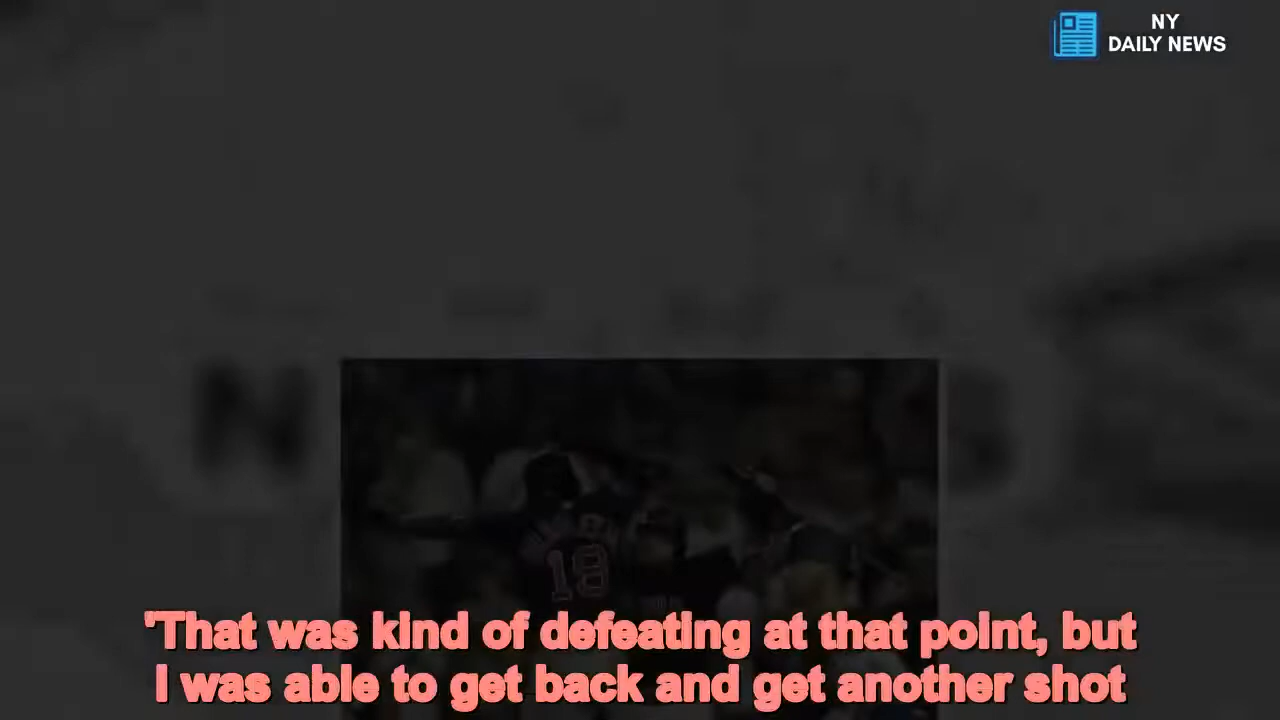 NY
DAILY NEWS
18
'That was kind of defeating at that point, but
I was able to get back and get another shot